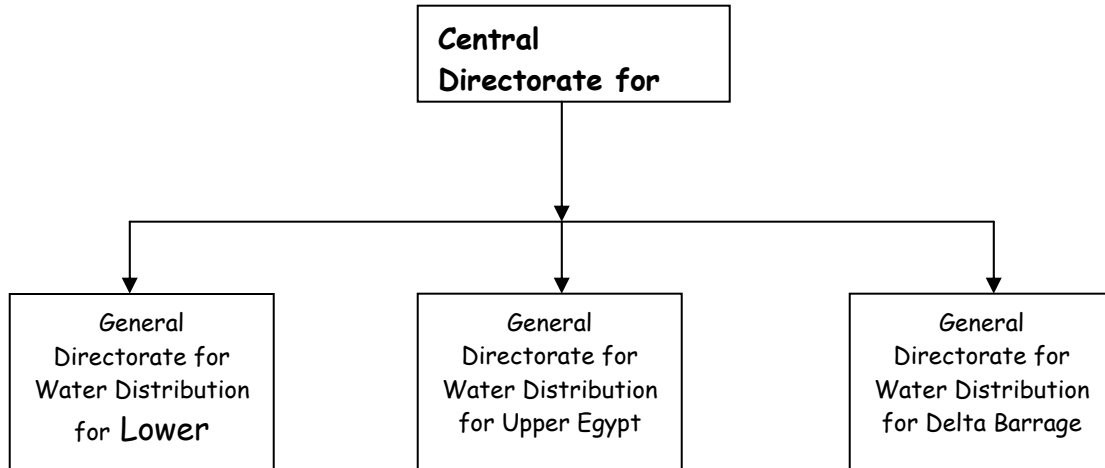 Central
Directorate for
General
Directorate for
Water Distribution
for Lower
General
Directorate for
Water Distribution
for Upper Egypt
General
Directorate for
Water Distribution
for Delta Barrage